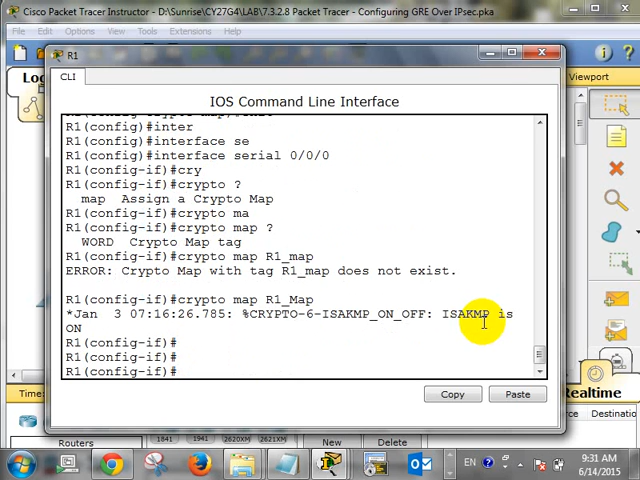 Cisco Packet Tracer Instructor - D:\Sunrise\CY27G4\LAB\7.3.2.8 Packet Tracer - Configuring GRE Over IPsec.pka
File Edit Options View Tools Extensions Help
R1
Log
Viewport
CLI
IOS Command Line Interface
R1(config)#inter
R1(config)#interface se
R1(config)#interface serial 0/0/0
R1(config-if)#cry
R1(config-if)#crypto ?
map Assign a Crypto Map
R1(config-if)#crypto ma
R1(config-if)#crypto map ?
WORD Crypto Map tag
R1(config-if)#crypto map R1_map
ERROR: Crypto Map with tag R1_map does not exist.
R1(config-if)#crypto map R1_Map
*Jan 3 07:16:26.785: %CRYPTO-6-ISAKMP_ON_OFF: ISAKMP is
ON
R1(config-if)#
R1(config-if)#
R1(config-if)#
Copy Paste
Time: Realtime
Destinatio
Routers 1841 1941 2620XM 2621XM New Delete
EN 9:31 AM
6/14/2015